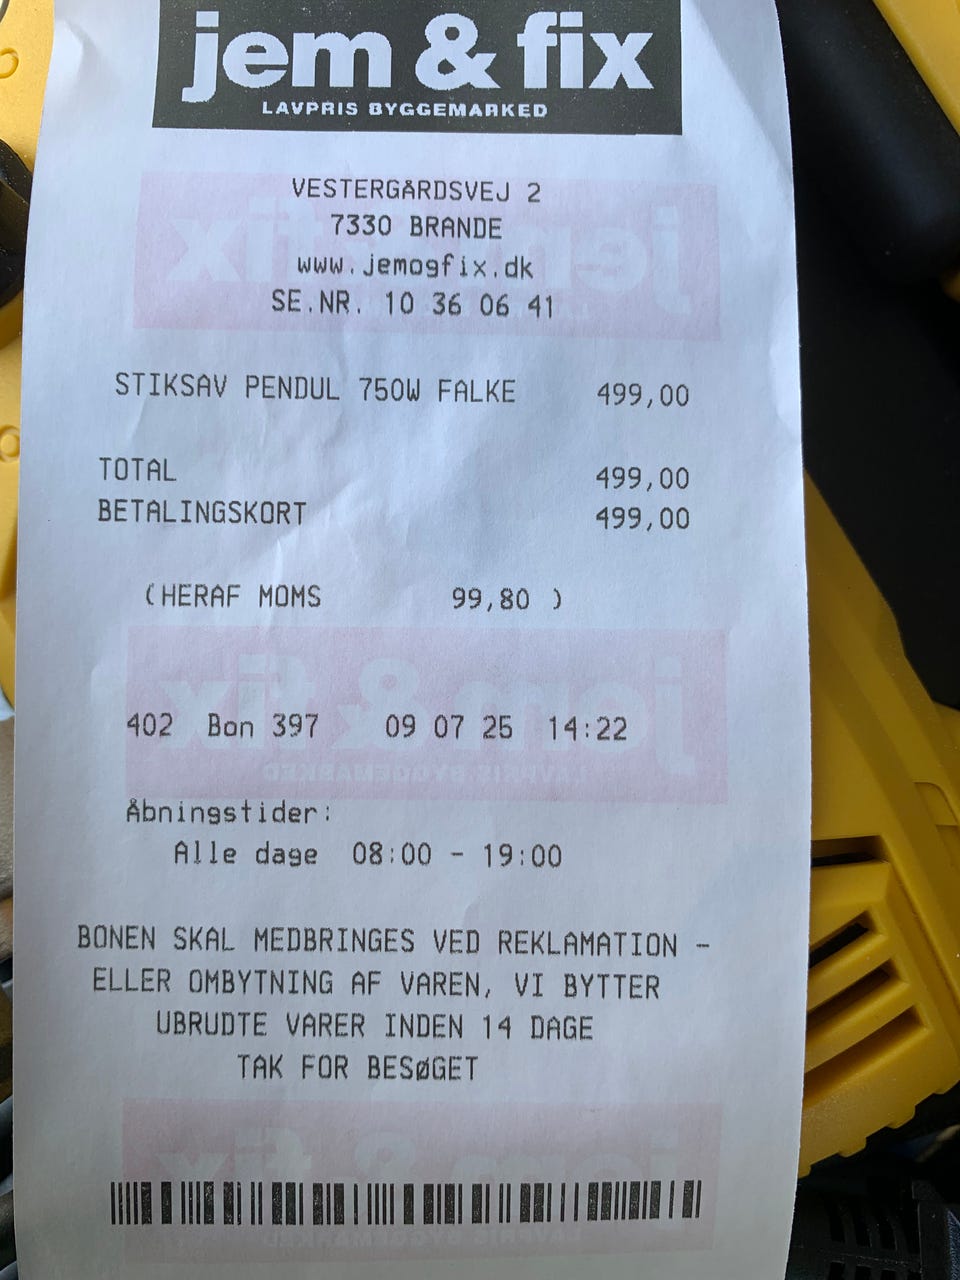 jem & fix
LAVPRIS BYGGEMARKED
VESTERGÅRDSVEJ 2
7330 BRANDE
www.jemogfix.dk
SE.NR. 10 36 06 41
STIKSAV PENDUL 750W FALKE 499,00
TOTAL 499,00
BETALINGSKORT 499,00
(HERAF MOMS 99,80 )
402 Bon 397 09 07 25 14:22
Åbningstider:
Alle dage 08:00 - 19:00
BONEN SKAL MEDBRINGES VED REKLAMATION -
ELLER OMBYTNING AF VAREN, VI BYTTER
UBRUDTE VARER INDEN 14 DAGE
TAK FOR BESØGET